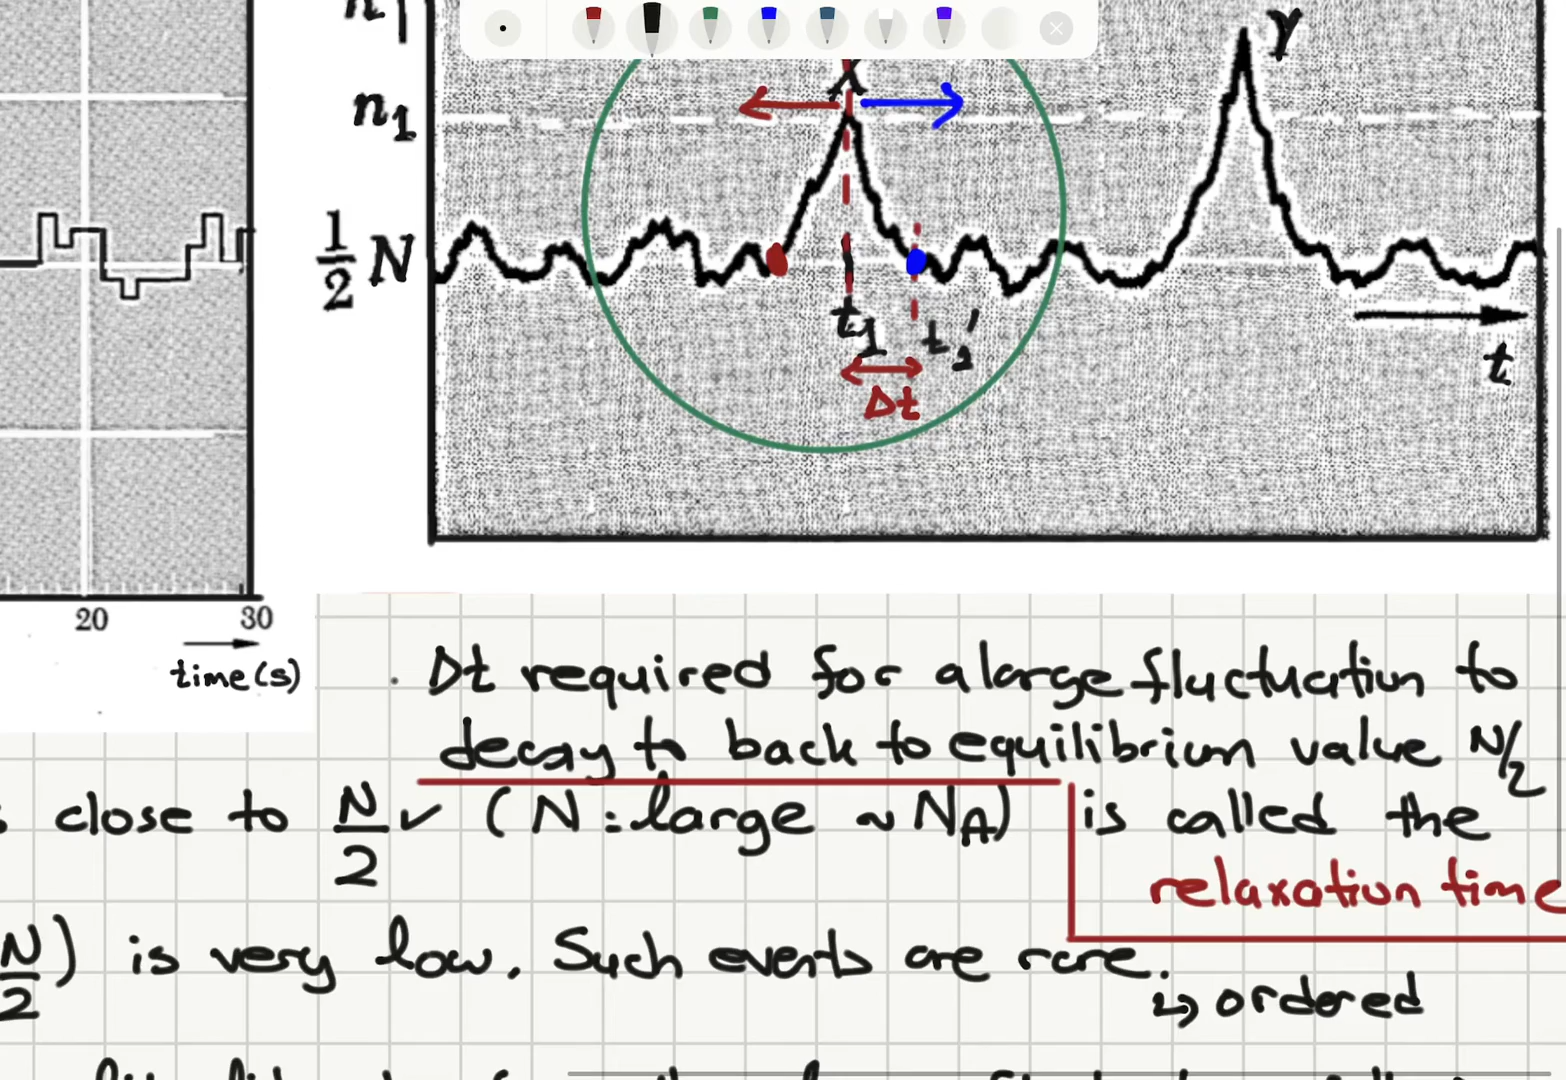 n
n₁
½ N
X
Y
t₁
t₁'
Δt
t
20 30
time(s)
. Δt required for a large fluctuation to
decay to back to equilibrium value N/2
is called the
relaxation time
close to N/2 ✓ (N: large ~ N_A)
N/2) is very low. Such events are rare.
↳ ordered